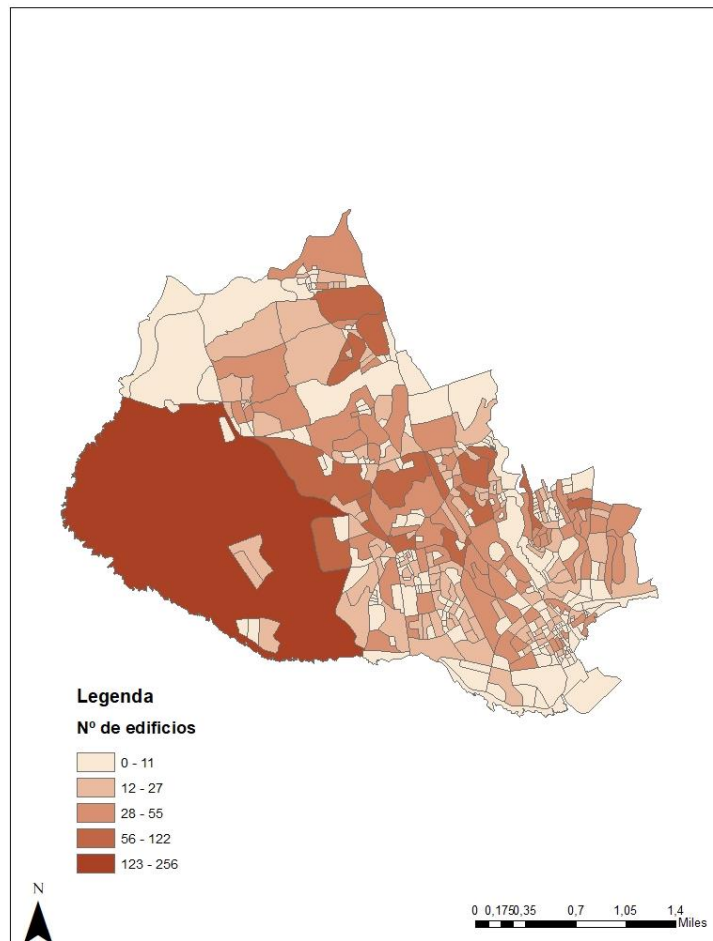 Legenda
Nº de edificios
0 - 11
12 - 27
28 - 55
56 - 122
123 - 256
N
0 0,1750,35 0,7 1,05 1,4
Miles